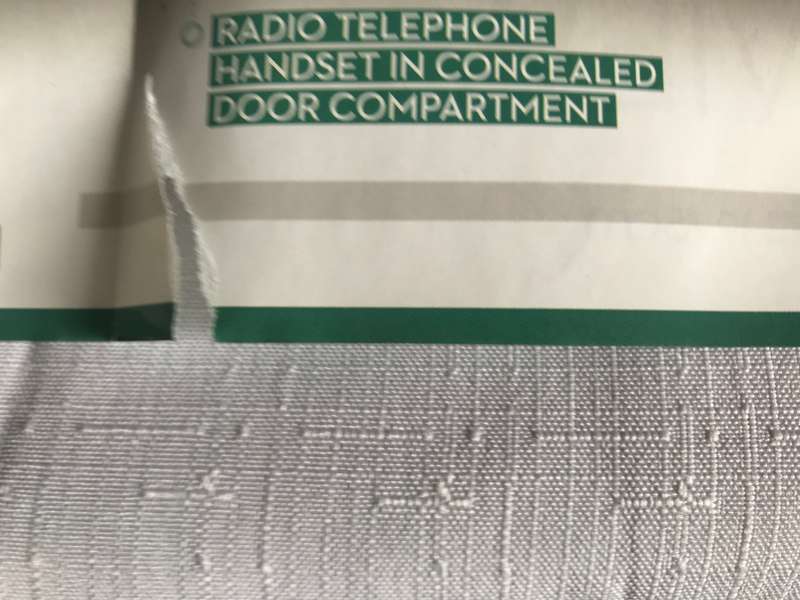 RADIO TELEPHONE
HANDSET IN CONCEALED
DOOR COMPARTMENT